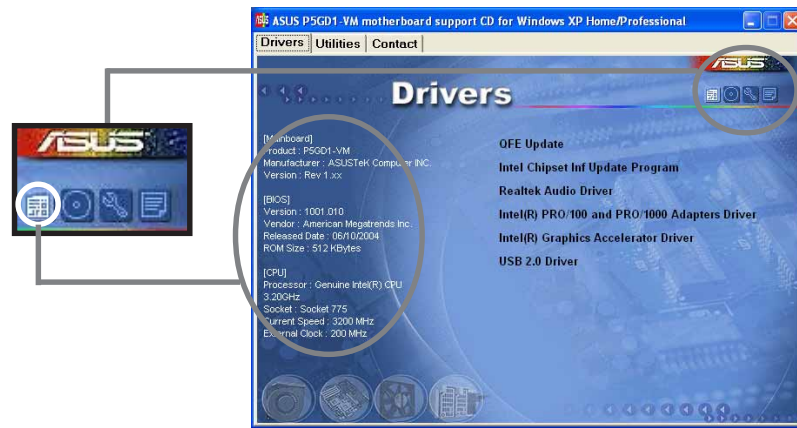 ASUS P5GD1-VM motherboard support CD for Windows XP Home/Professional
Drivers Utilities Contact
/ISUS
Drivers
/ISUS
[Mainboard]
Product : P5GD1-VM
Manufacturer : ASUSTeK Computer INC.
Version : Rev 1.xx
[BIOS]
Version : 1001.010
Vendor : American Megatrends Inc.
Released Date : 06/10/2004
ROM Size : 512 KBytes
[CPU]
Processor : Genuine Intel(R) CPU
3.20GHz
Socket : Socket 775
Current Speed : 3200 MHz
External Clock : 200 MHz
QFE Update
Intel Chipset Inf Update Program
Realtek Audio Driver
Intel(R) PRO/100 and PRO/1000 Adapters Driver
Intel(R) Graphics Accelerator Driver
USB 2.0 Driver